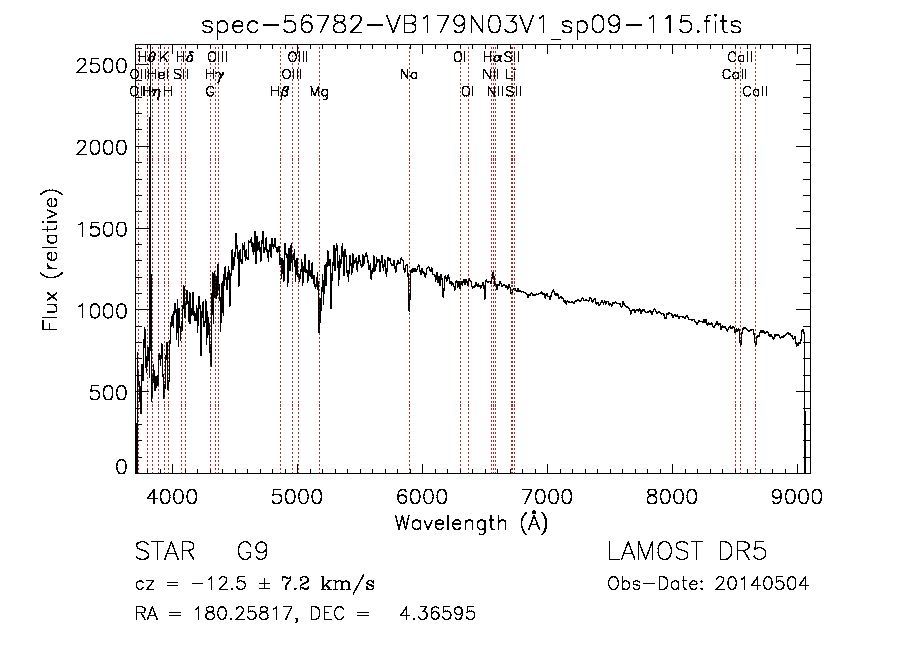 spec-56782-VB179N03V1_sp09-115.fits
Hθ K Hδ OIII OIII OI Hα SII CaII
OII HeI SII Hγ OIII NII Li CaII
OII Hη H G Hβ Mg Na OI NII SII CaII
2500
2000
1500
1000
500
0
Flux (relative)
4000 5000 6000 7000 8000 9000
Wavelength (Å)
STAR G9 LAMOST DR5
cz = -12.5 ± 7.2 km/s Obs-Date: 20140504
RA = 180.25817, DEC = 4.36595